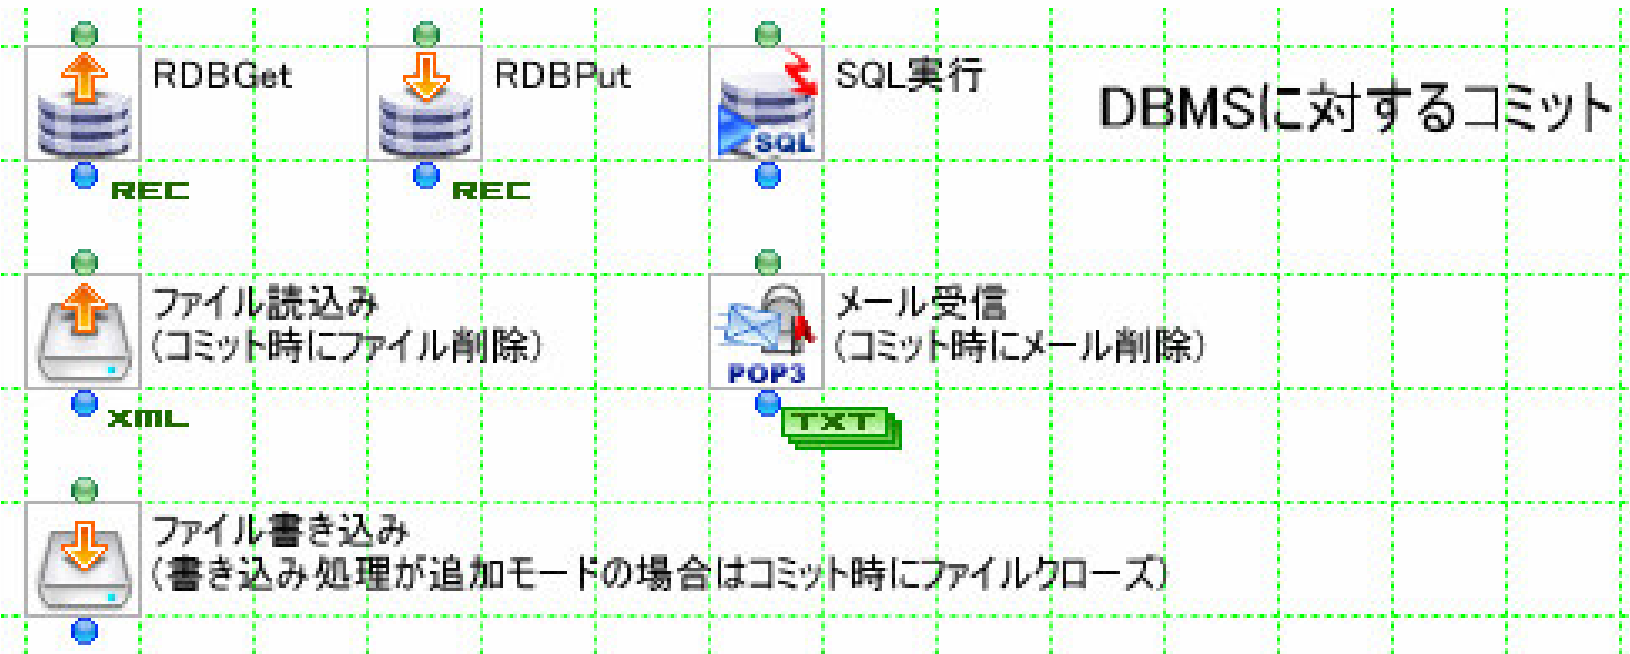 RDBGet
RDBPut
SQL実行
DBMSに対するコミット
SQL
REC
REC
ファイル読込み
(コミット時にファイル削除)
メール受信
(コミット時にメール削除)
POP3
XML
TXT
ファイル書き込み
(書き込み処理が追加モードの場合はコミット時にファイルクローズ)